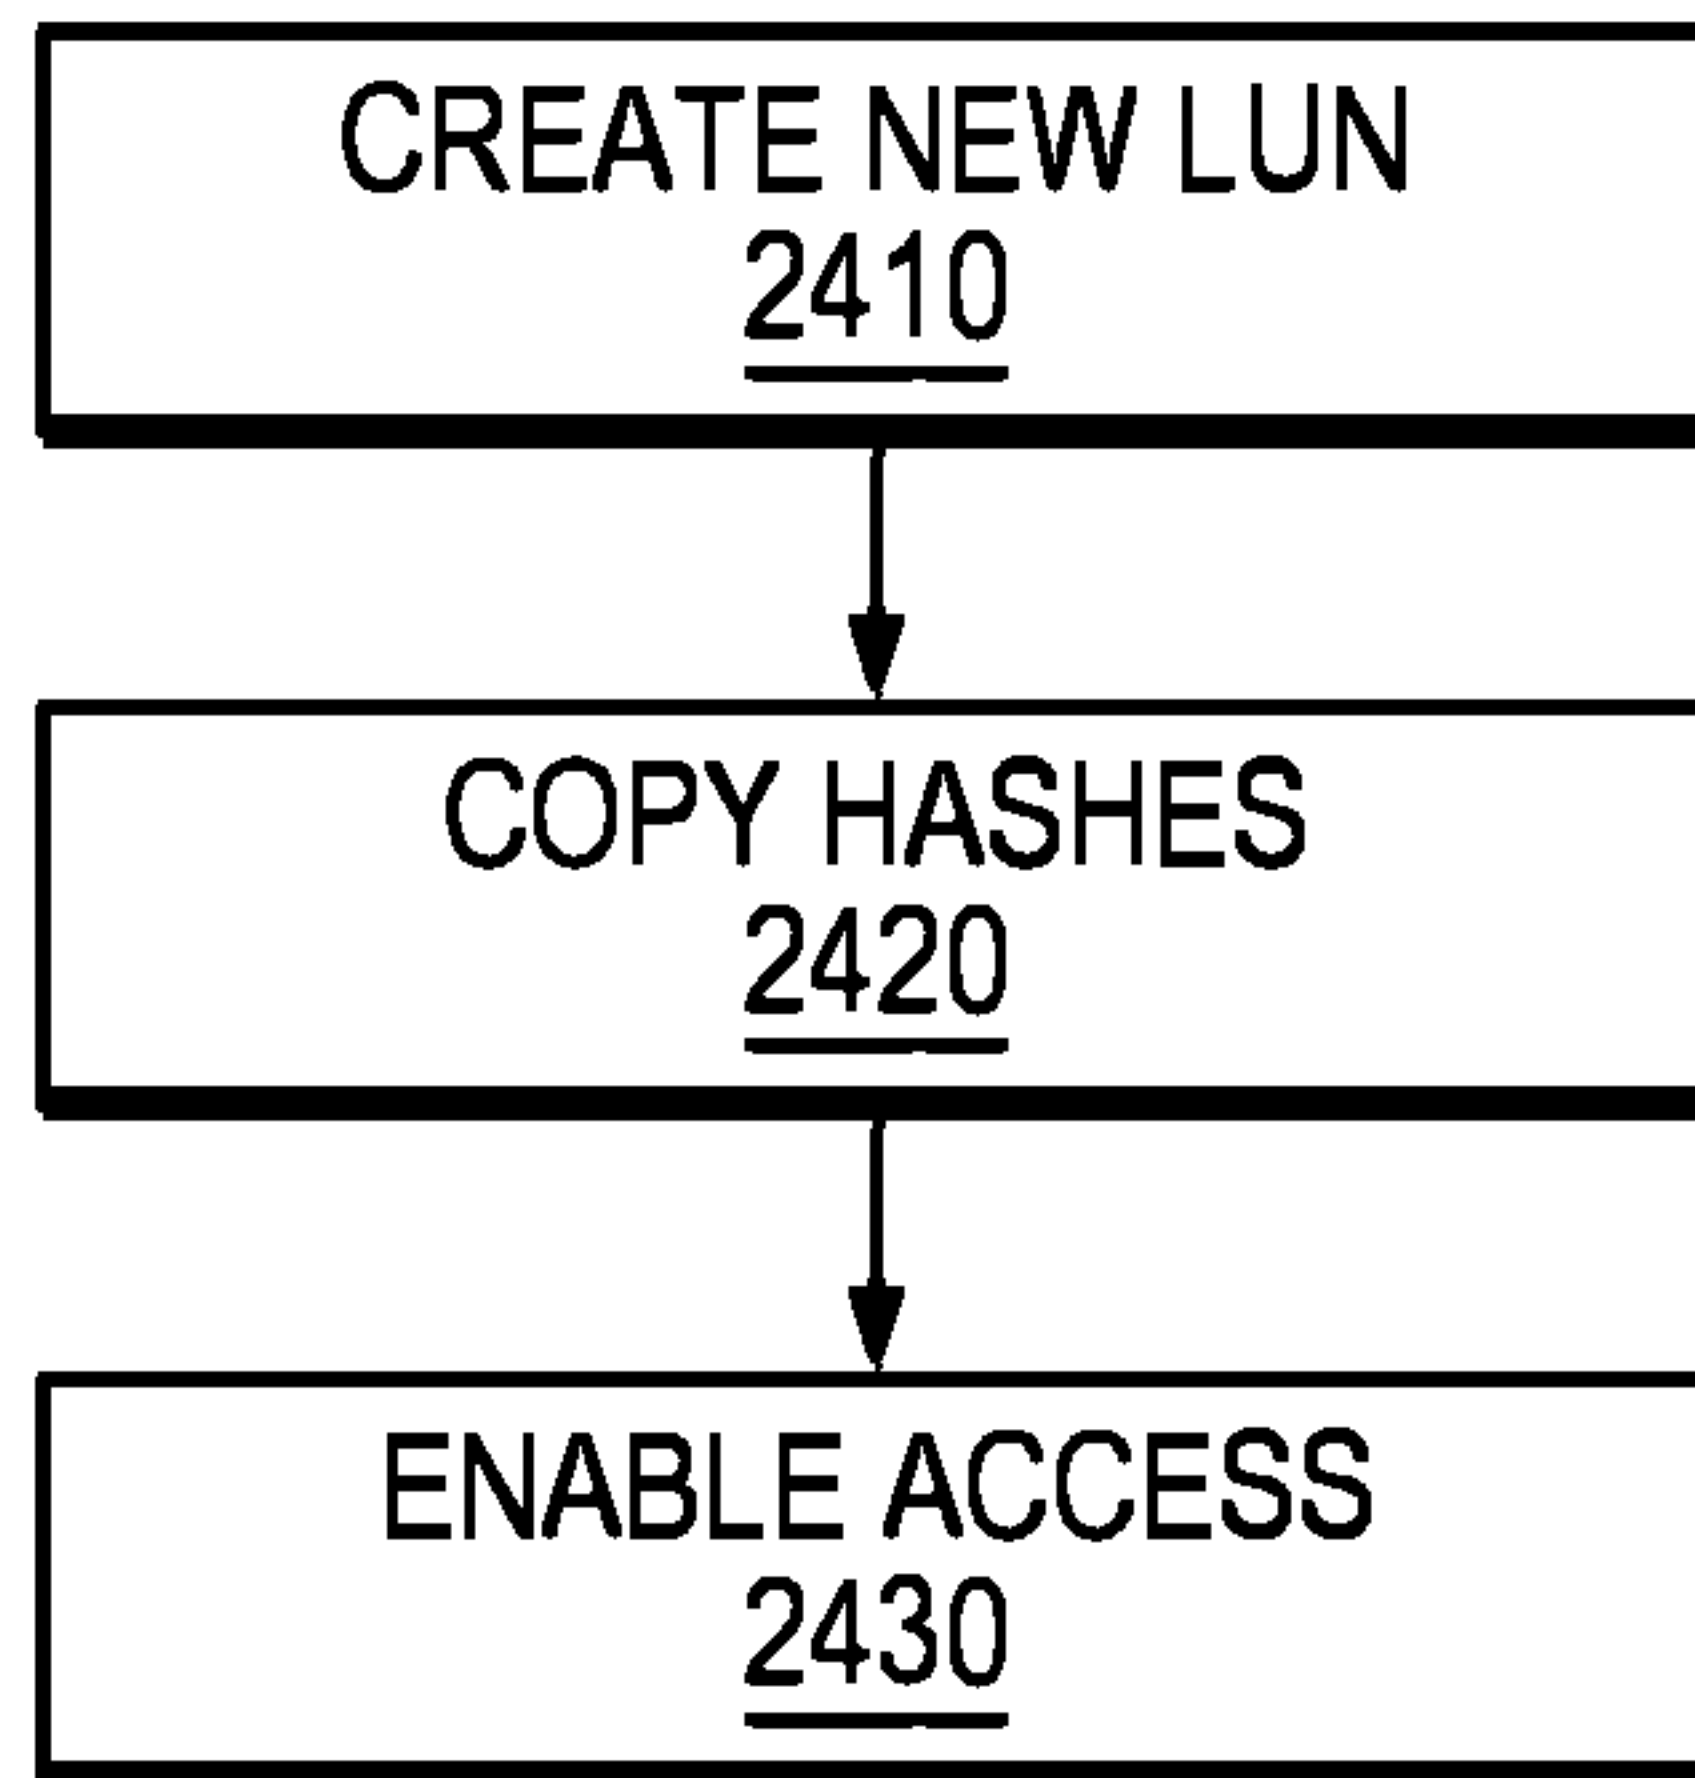 CREATE NEW LUN
2410
COPY HASHES
2420
ENABLE ACCESS
2430